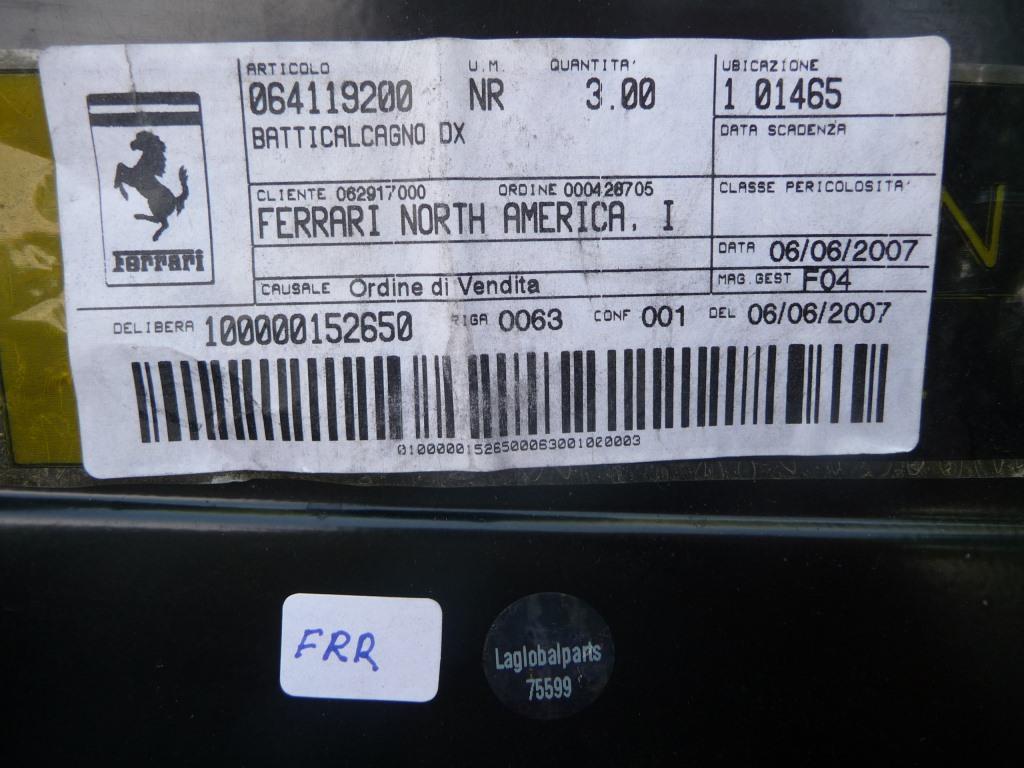 ARTICOLO U.M. QUANTITA' UBICAZIONE
064119200 NR 3.00 1 01465
BATTICALCAGNO DX DATA SCADENZA
CLIENTE 062917000 ORDINE 000428705 CLASSE PERICOLOSITA'
FERRARI NORTH AMERICA, I
Ferrari
DATA 06/06/2007
CAUSALE Ordine di Vendita MAG.GEST F04
DELIBERA 100000152650 RIGA 0063 CONF 001 DEL 06/06/2007
01000001526500063001000003
FRR
Laglobalparts
75599